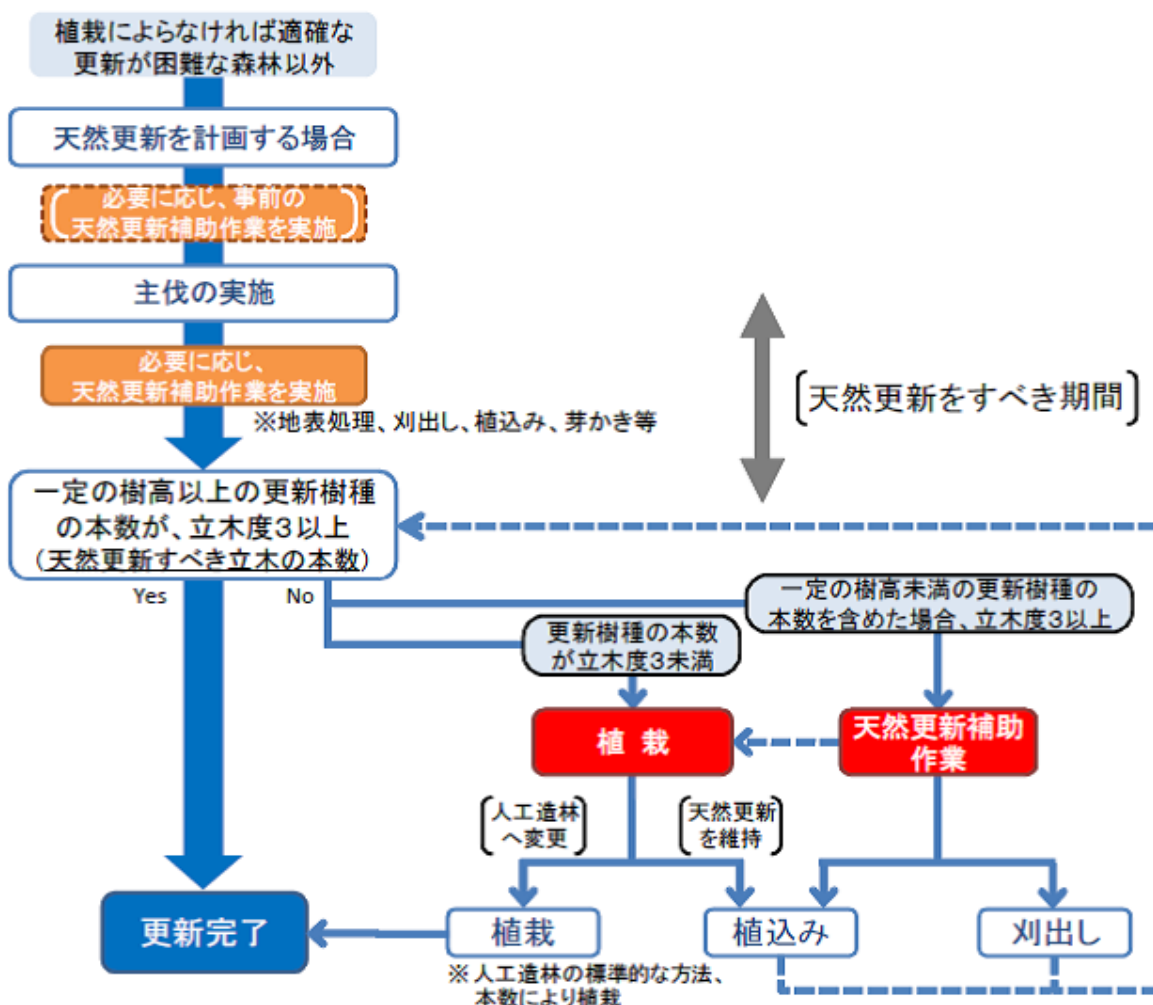 植栽によらなければ適確な
更新が困難な森林以外
天然更新を計画する場合
必要に応じ、事前の
天然更新補助作業を実施
主伐の実施
必要に応じ、
天然更新補助作業を実施
※地表処理、刈出し、植込み、芽かき等
天然更新をすべき期間
一定の樹高以上の更新樹種
の本数が、立木度3以上
(天然更新すべき立木の本数)
Yes
No
一定の樹高未満の更新樹種の
本数を含めた場合、立木度3以上
更新樹種の本数
が立木度3未満
植 栽
天然更新補助
作業
人工造林
へ変更
天然更新
を維持
更新完了
植栽
植込み
刈出し
※人工造林の標準的な方法、
本数により植栽